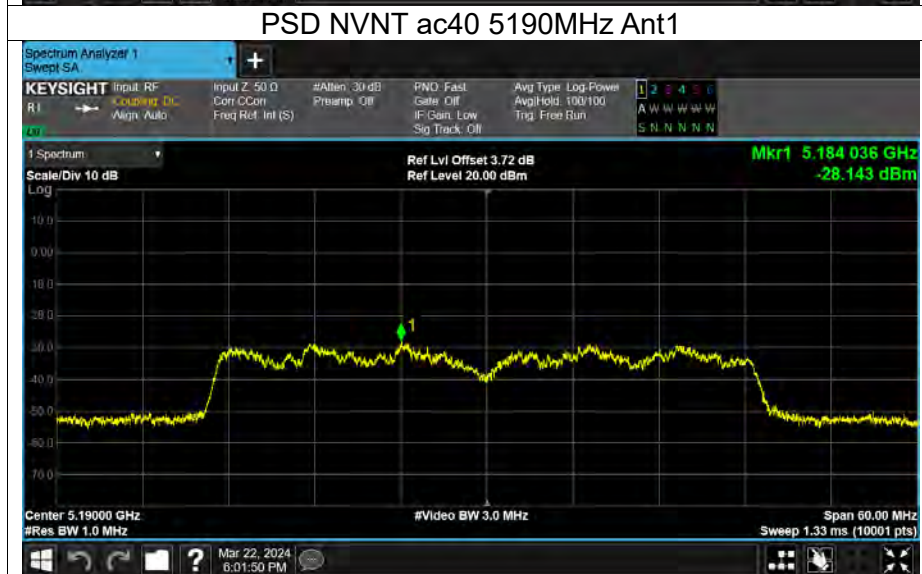 PSD NVNT ac40 5190MHz Ant1
Spectrum Analyzer 1
Swept SA
+
KEYSIGHT Input: RF
Coupling: DC
Align: Auto
Input Z: 50 Ω
Corr CCorr
Freq Ref: Int (S)
#Atten: 30 dB
Preamp: Off
PNO: Fast
Gate: Off
IF Gain: Low
Sig Track: Off
Avg Type: Log-Power
Avg|Hold: 100/100
Trig: Free Run
1 2 3 4 5 6
A W W W W W
S N N N N N
1 Spectrum
Scale/Div 10 dB
Log
Ref Lvl Offset 3.72 dB
Ref Level 20.00 dBm
Mkr1 5.184 036 GHz
-28.143 dBm
10.0
0.00
-40.0
-50.0
-60.0
-70.0
1
Center 5.19000 GHz
#Res BW 1.0 MHz
#Video BW 3.0 MHz
Span 60.00 MHz
Sweep 1.33 ms (10001 pts)
?
Mar 22, 2024
6:01:50 PM